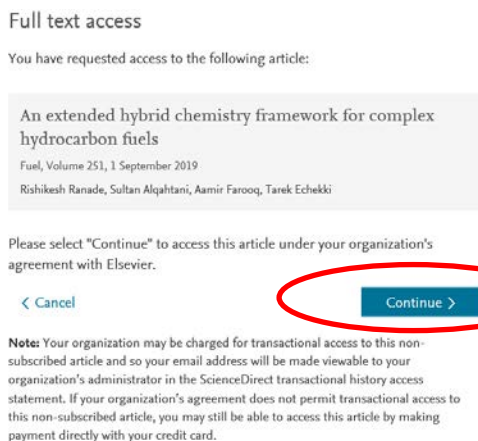 Full text access
You have requested access to the following article:
An extended hybrid chemistry framework for complex
hydrocarbon fuels
Fuel, Volume 251, 1 September 2019
Rishikesh Ranade, Sultan Alqahtani, Aamir Farooq, Tarek Echekki
Please select "Continue" to access this article under your organization's
agreement with Elsevier.
< Cancel
Continue >
Note: Your organization may be charged for transactional access to this non-
subscribed article and so your email address will be made viewable to your
organization's administrator in the ScienceDirect transactional history access
statement. If your organization's agreement does not permit transactional access to
this non-subscribed article, you may still be able to access this article by making
payment directly with your credit card.